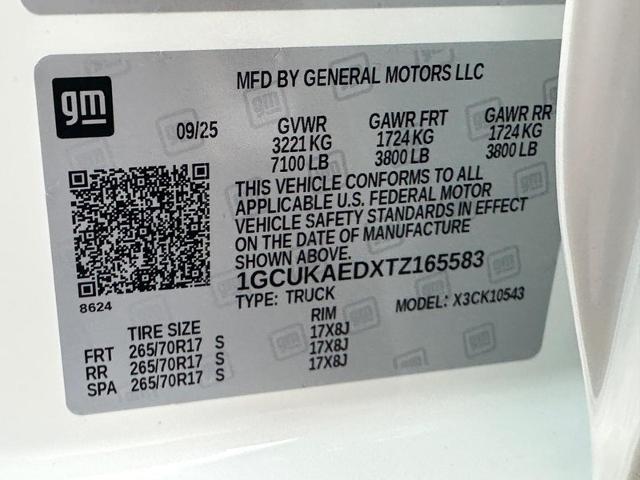 gm
MFD BY GENERAL MOTORS LLC
09/25
GVWR GAWR FRT GAWR RR
3221 KG 1724 KG 1724 KG
7100 LB 3800 LB 3800 LB
THIS VEHICLE CONFORMS TO ALL
APPLICABLE U.S. FEDERAL MOTOR
VEHICLE SAFETY STANDARDS IN EFFECT
ON THE DATE OF MANUFACTURE
SHOWN ABOVE.
1GCUKAEDXTZ165583
8624
TYPE: TRUCK MODEL: X3CK10543
TIRE SIZE RIM
FRT 265/70R17 S 17X8J
RR 265/70R17 S 17X8J
SPA 265/70R17 S 17X8J